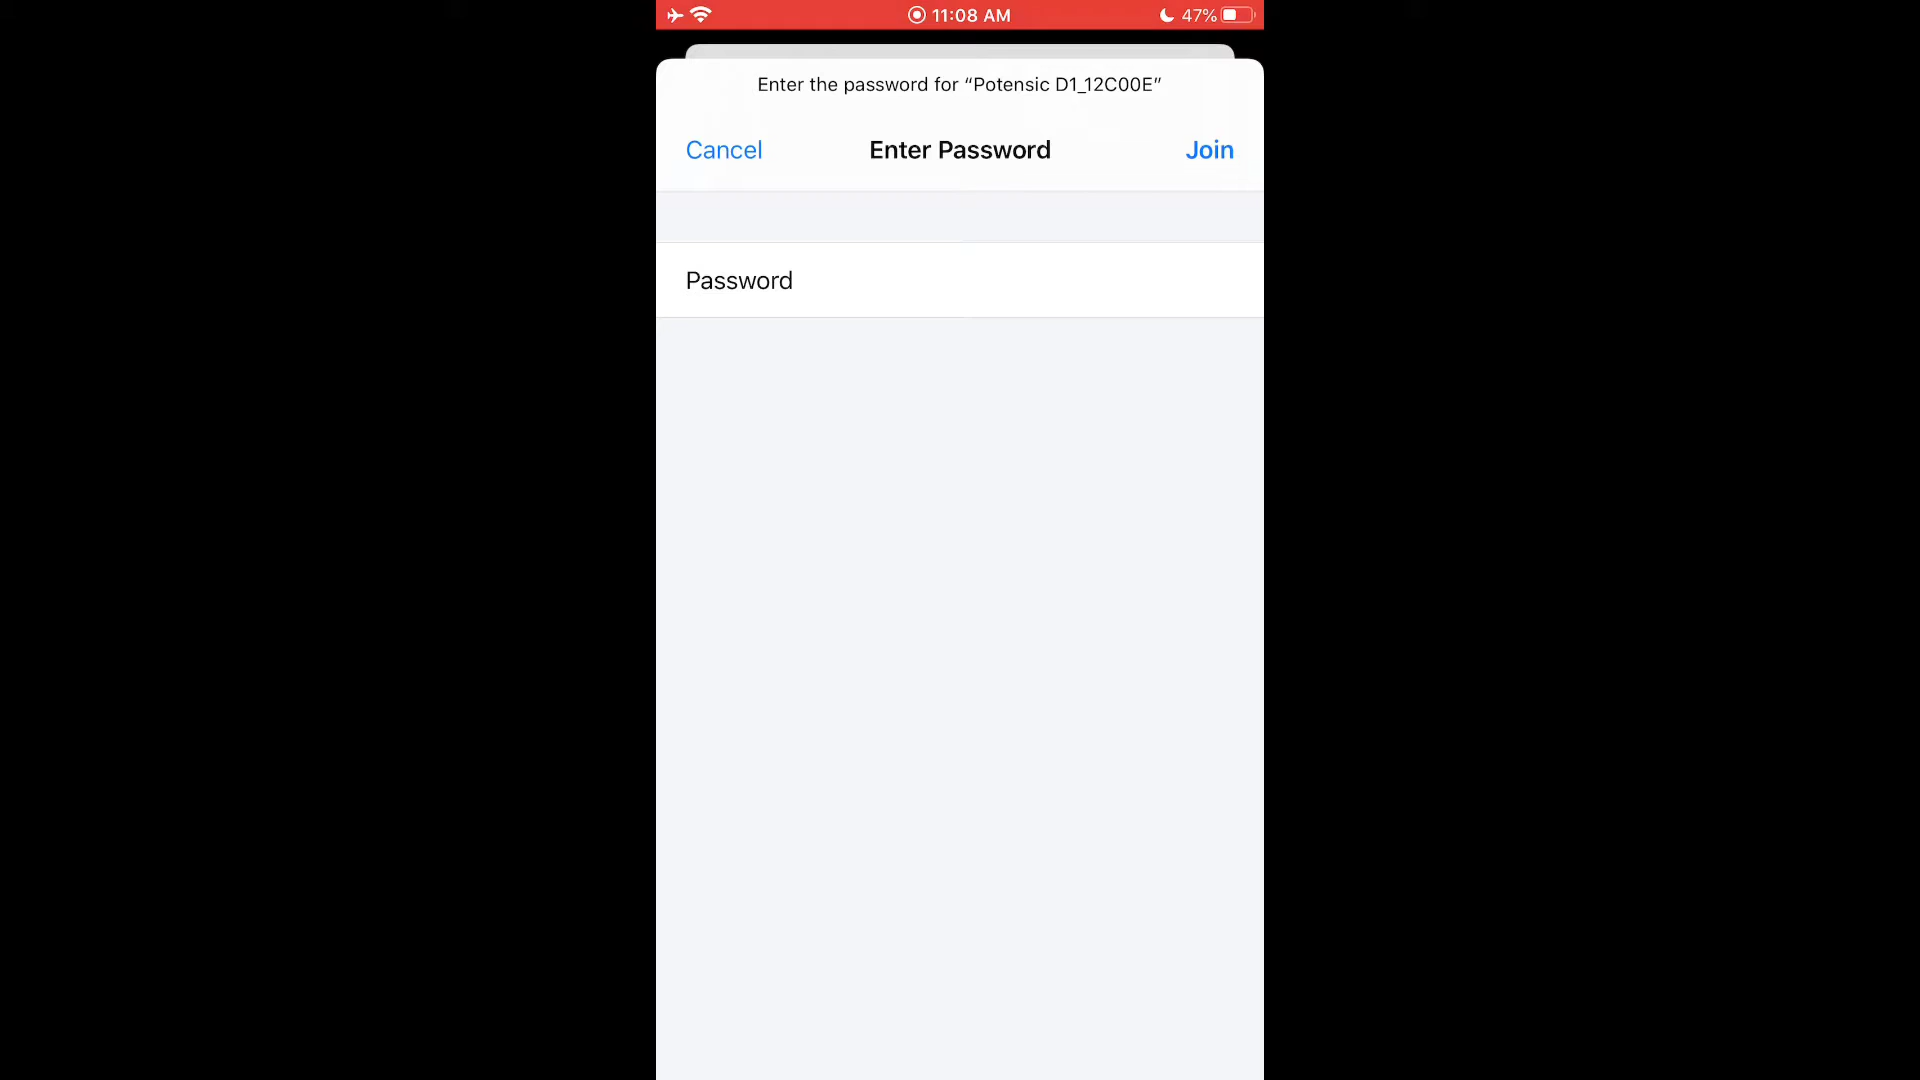 11:08 AM
47%
Enter the password for “Potensic D1_12C00E”
Cancel
Enter Password
Join
Password